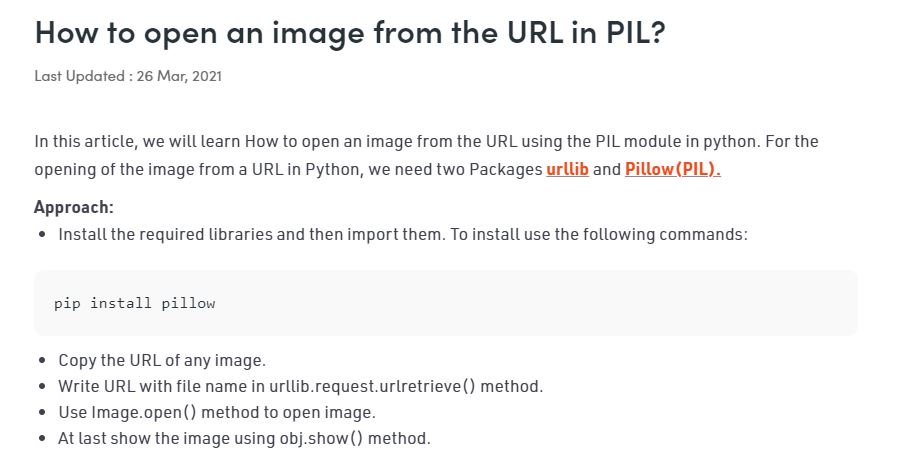 How to open an image from the URL in PIL?
Last Updated : 26 Mar, 2021
In this article, we will learn How to open an image from the URL using the PIL module in python. For the
opening of the image from a URL in Python, we need two Packages urllib and Pillow(PIL).
Approach:
• Install the required libraries and then import them. To install use the following commands:
pip install pillow
• Copy the URL of any image.
• Write URL with file name in urllib.request.urlretrieve() method.
• Use Image.open() method to open image.
• At last show the image using obj.show() method.